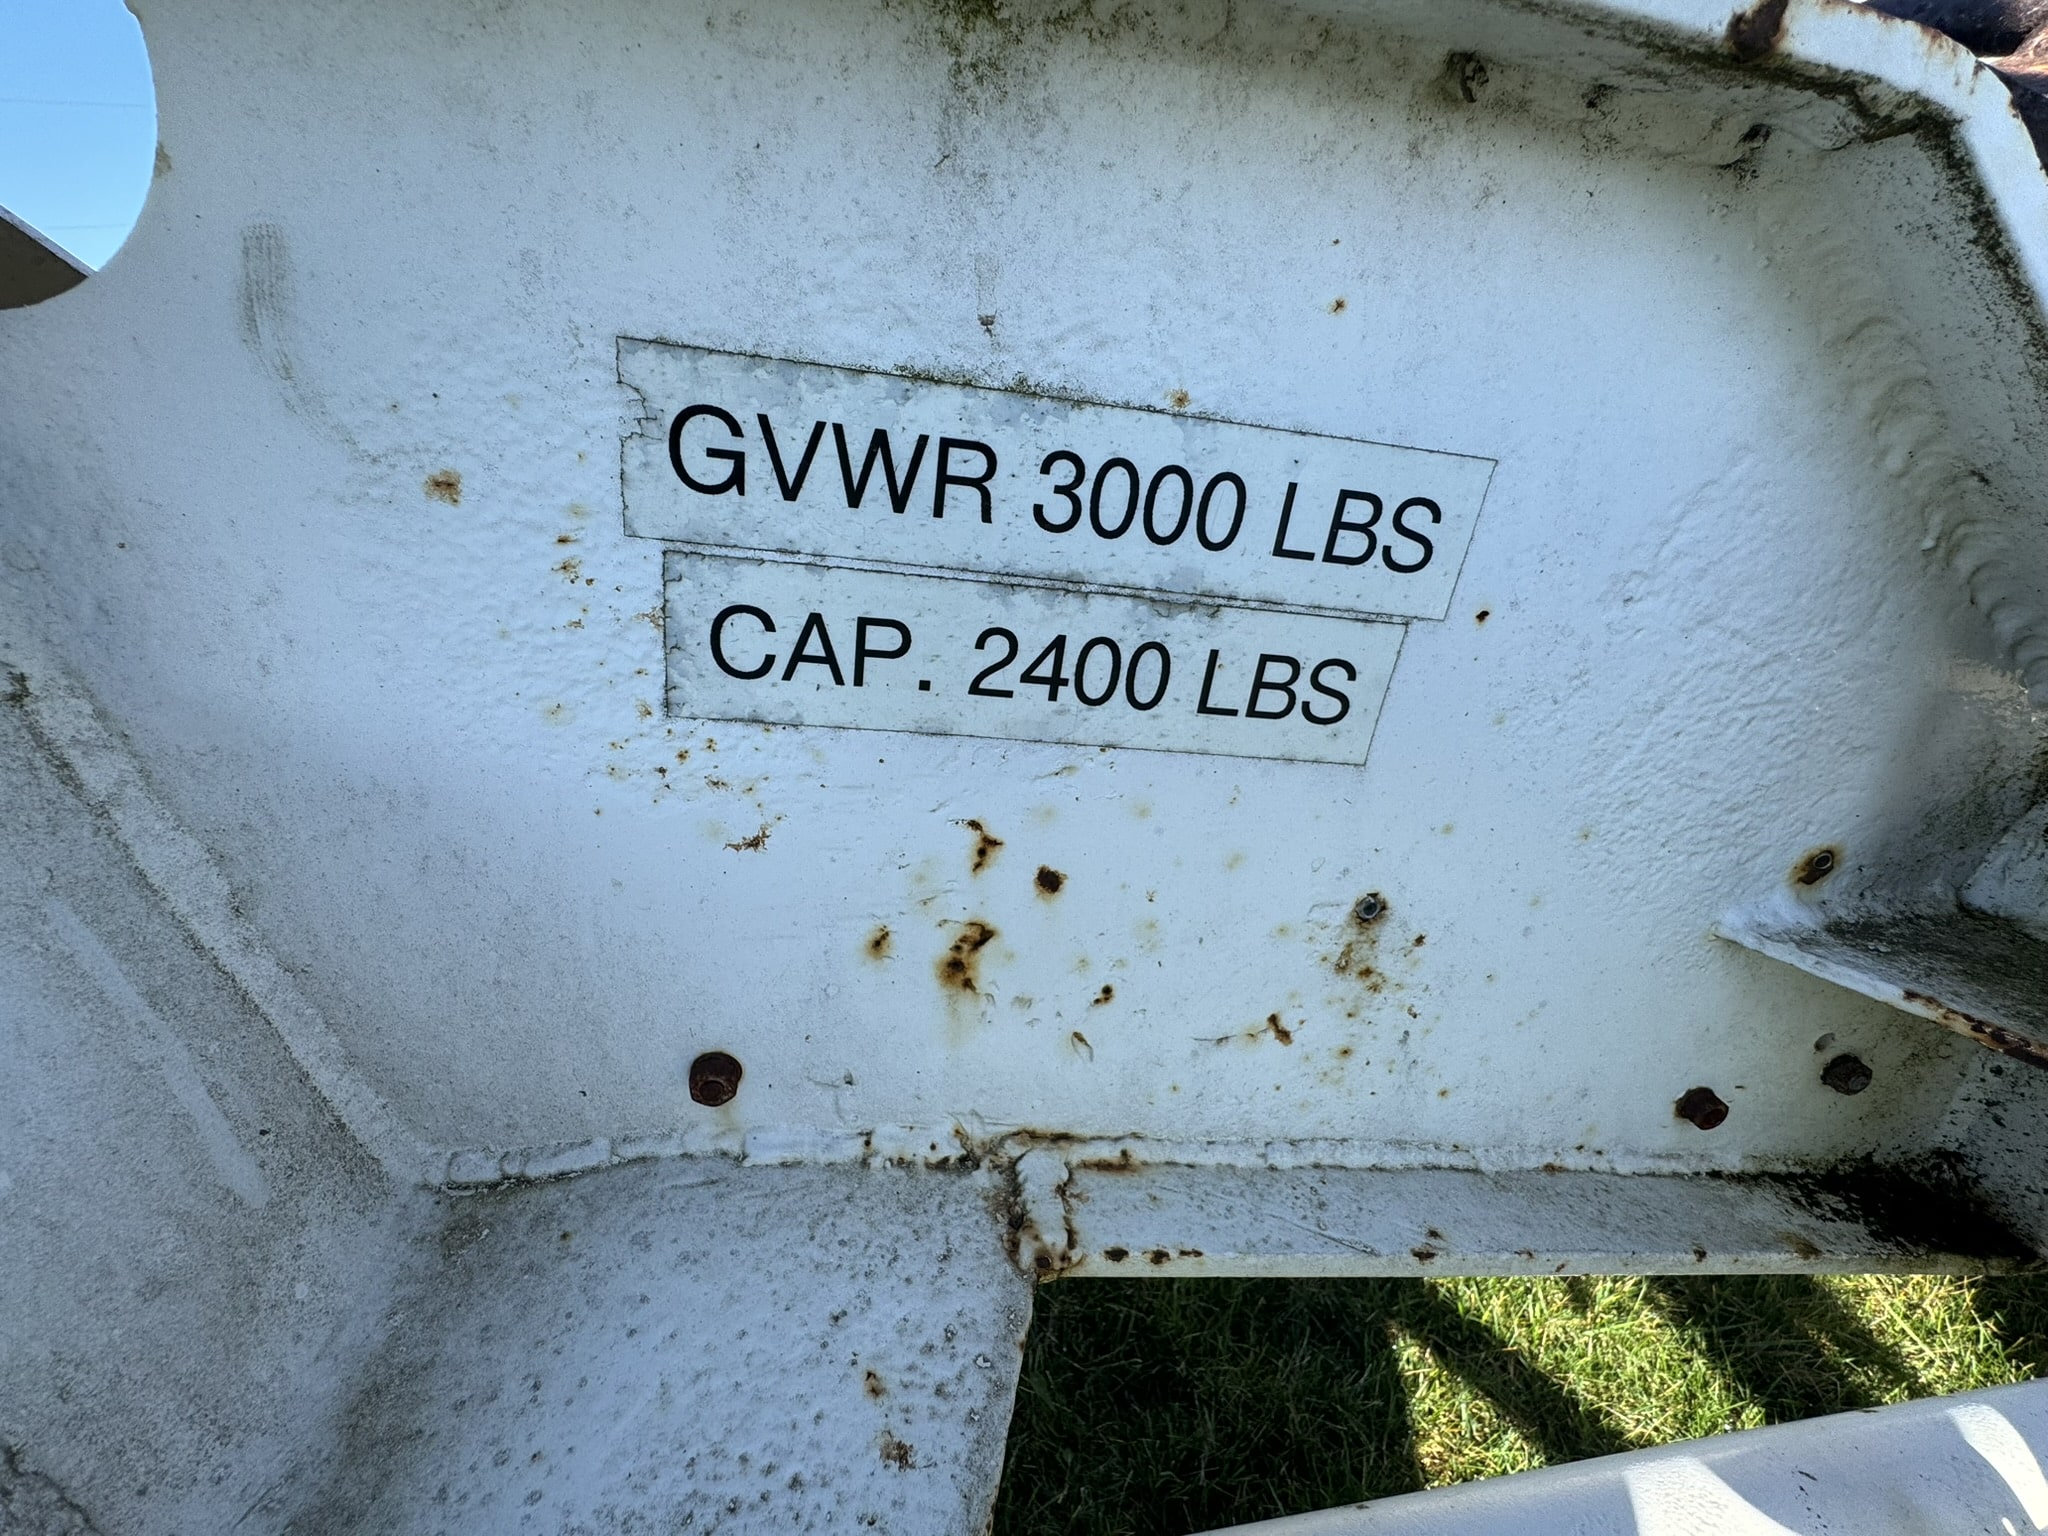 GVWR 3000 LBS
CAP. 2400 LBS